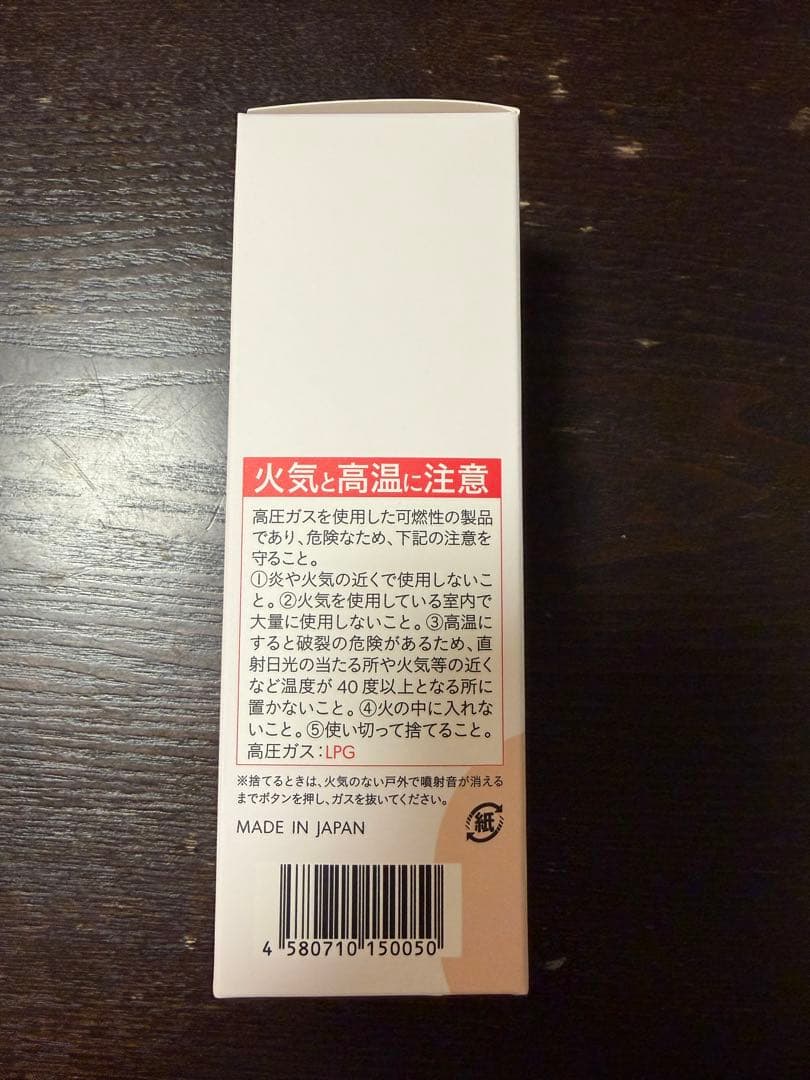 火気と高温に注意
高圧ガスを使用した可燃性の製品
であり、危険なため、下記の注意を
守ること。
①炎や火気の近くで使用しないこ
と。②火気を使用している室内で
大量に使用しないこと。③高温に
すると破裂の危険があるため、直
射日光の当たる所や火気等の近く
など温度が40度以上となる所に
置かないこと。④火の中に入れな
いこと。⑤使い切って捨てること。
高圧ガス:LPG
※捨てるときは、火気のない戸外で噴射音が消える
までボタンを押し、ガスを抜いてください。
MADE IN JAPAN
紙
4 580710 150050